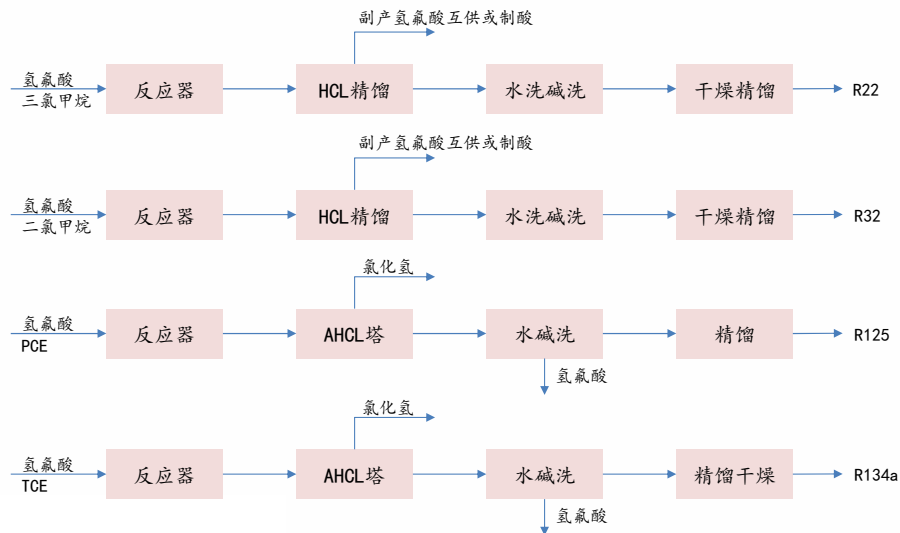 副产氢氟酸互供或制酸
氢氟酸
三氯甲烷
反应器
HCL精馏
水洗碱洗
干燥精馏
R22
副产氢氟酸互供或制酸
氢氟酸
二氯甲烷
反应器
HCL精馏
水洗碱洗
干燥精馏
R32
氯化氢
氢氟酸
PCE
反应器
AHCL塔
水碱洗
精馏
R125
氢氟酸
氯化氢
氢氟酸
TCE
反应器
AHCL塔
水碱洗
精馏干燥
R134a
氢氟酸